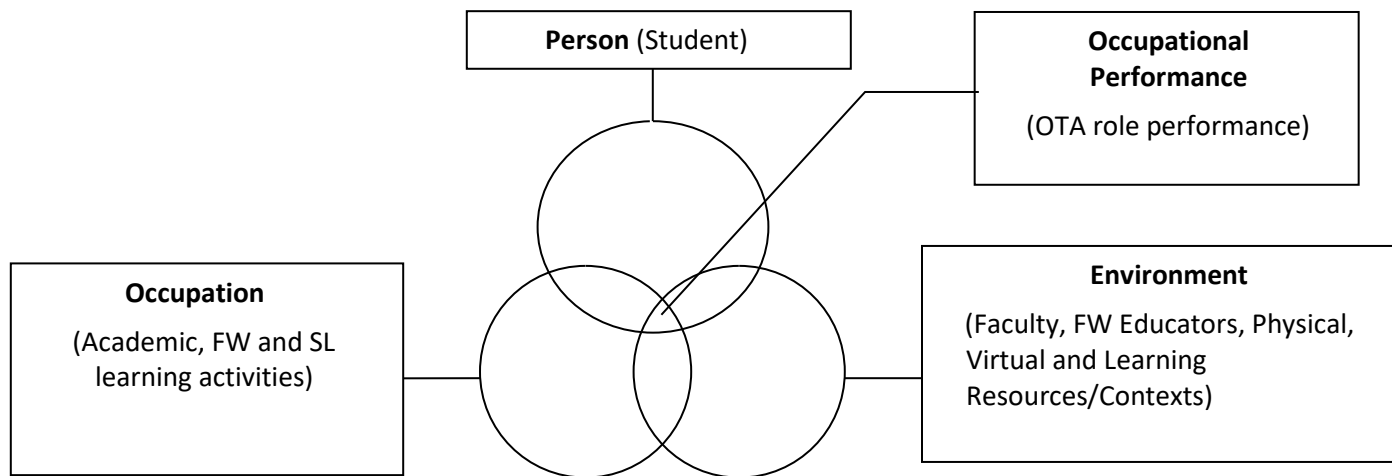 Person (Student)
Occupational
Performance
(OTA role performance)
Occupation
(Academic, FW and SL
learning activities)
Environment
(Faculty, FW Educators, Physical,
Virtual and Learning
Resources/Contexts)